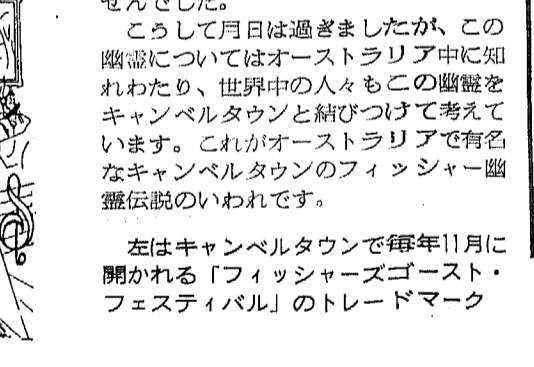 せんでした。
こうして月日は過ぎましたが、この
幽霊についてはオーストラリア中に知
れわたり、世界中の人々もこの幽霊を
キャンベルタウンと結びつけて考えて
います。これがオーストラリアで有名
なキャンベルタウンのフィッシャー幽
霊伝説のいわれです。
左はキャンベルタウンで毎年11月に
開かれる「フィッシャーズゴースト・
フェスティバル」のトレードマーク